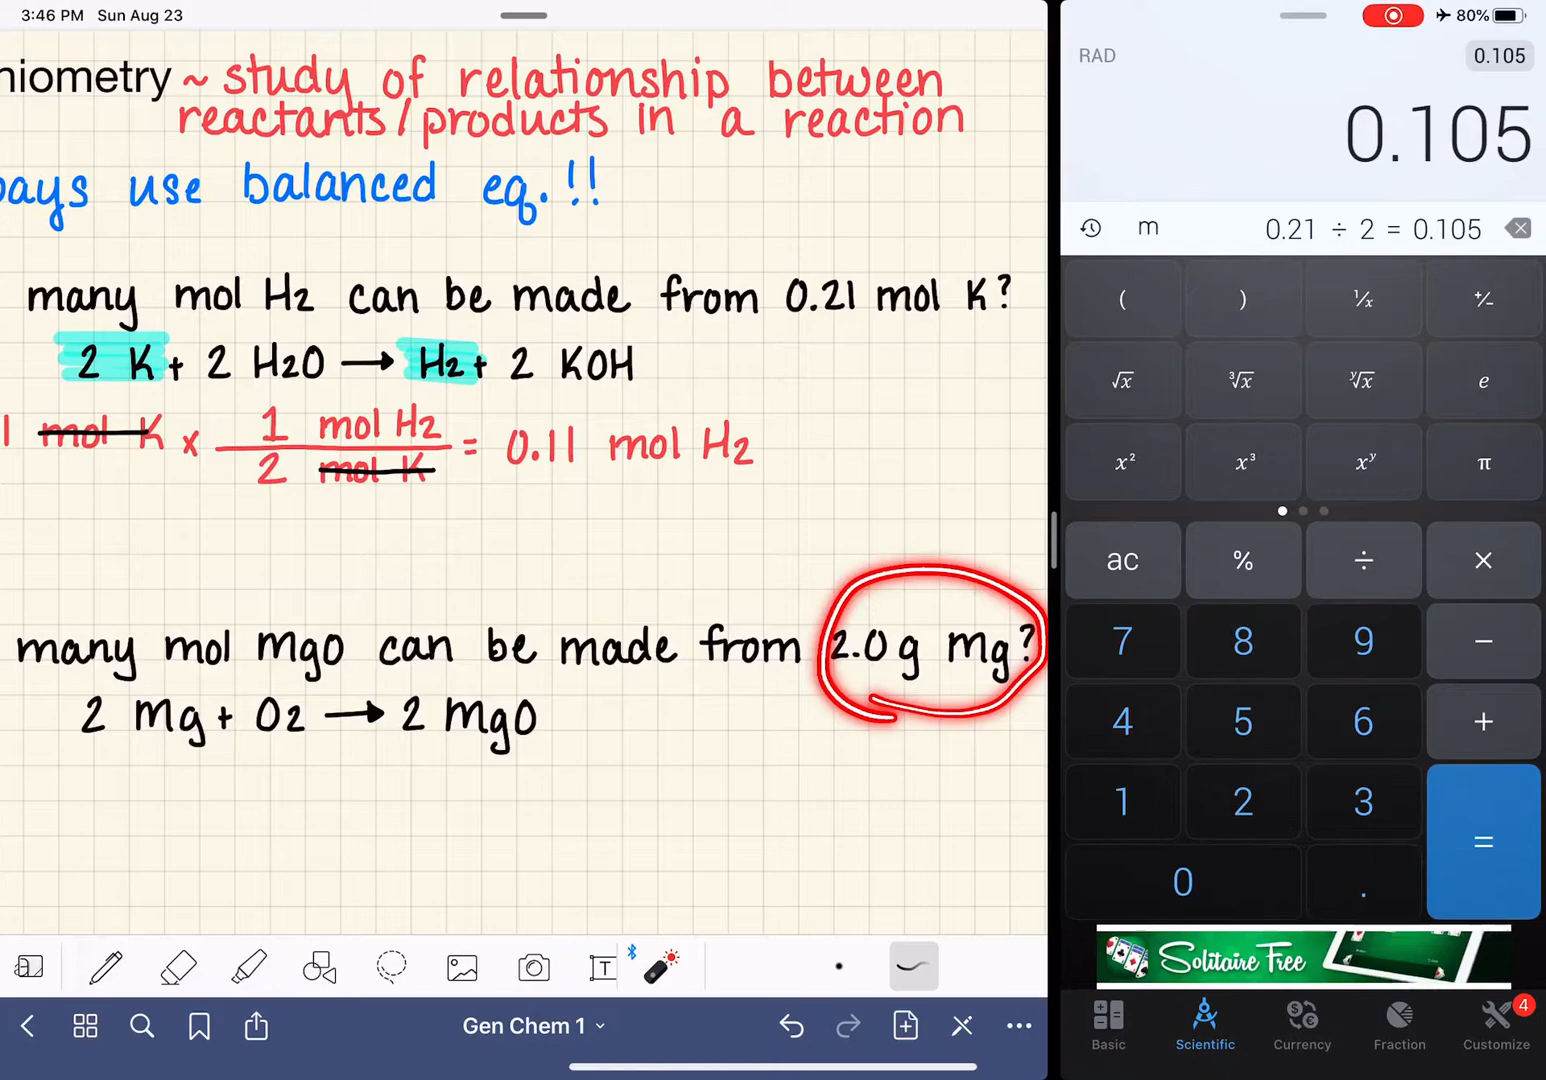 3:46 PM Sun Aug 23
80%
niometry ~ study of relationship between
reactants/products in a reaction
ays use balanced eq.!!
many mol H2 can be made from 0.21 mol K?
2 K + 2 H2O → H2 + 2 KOH
1 mol K x 1 mol H2 / 2 mol K = 0.11 mol H2
many mol MgO can be made from 2.0g Mg?
2 Mg + O2 → 2 MgO
T
Gen Chem 1
RAD 0.105
0.105
m 0.21 ÷ 2 = 0.105
( ) 1/x +/-
√x ∛x ʸ√x e
x² x³ xʸ π
ac % ÷ ×
7 8 9 −
4 5 6 +
1 2 3 =
0 .
Solitaire Free
4
Basic Scientific Currency Fraction Customize